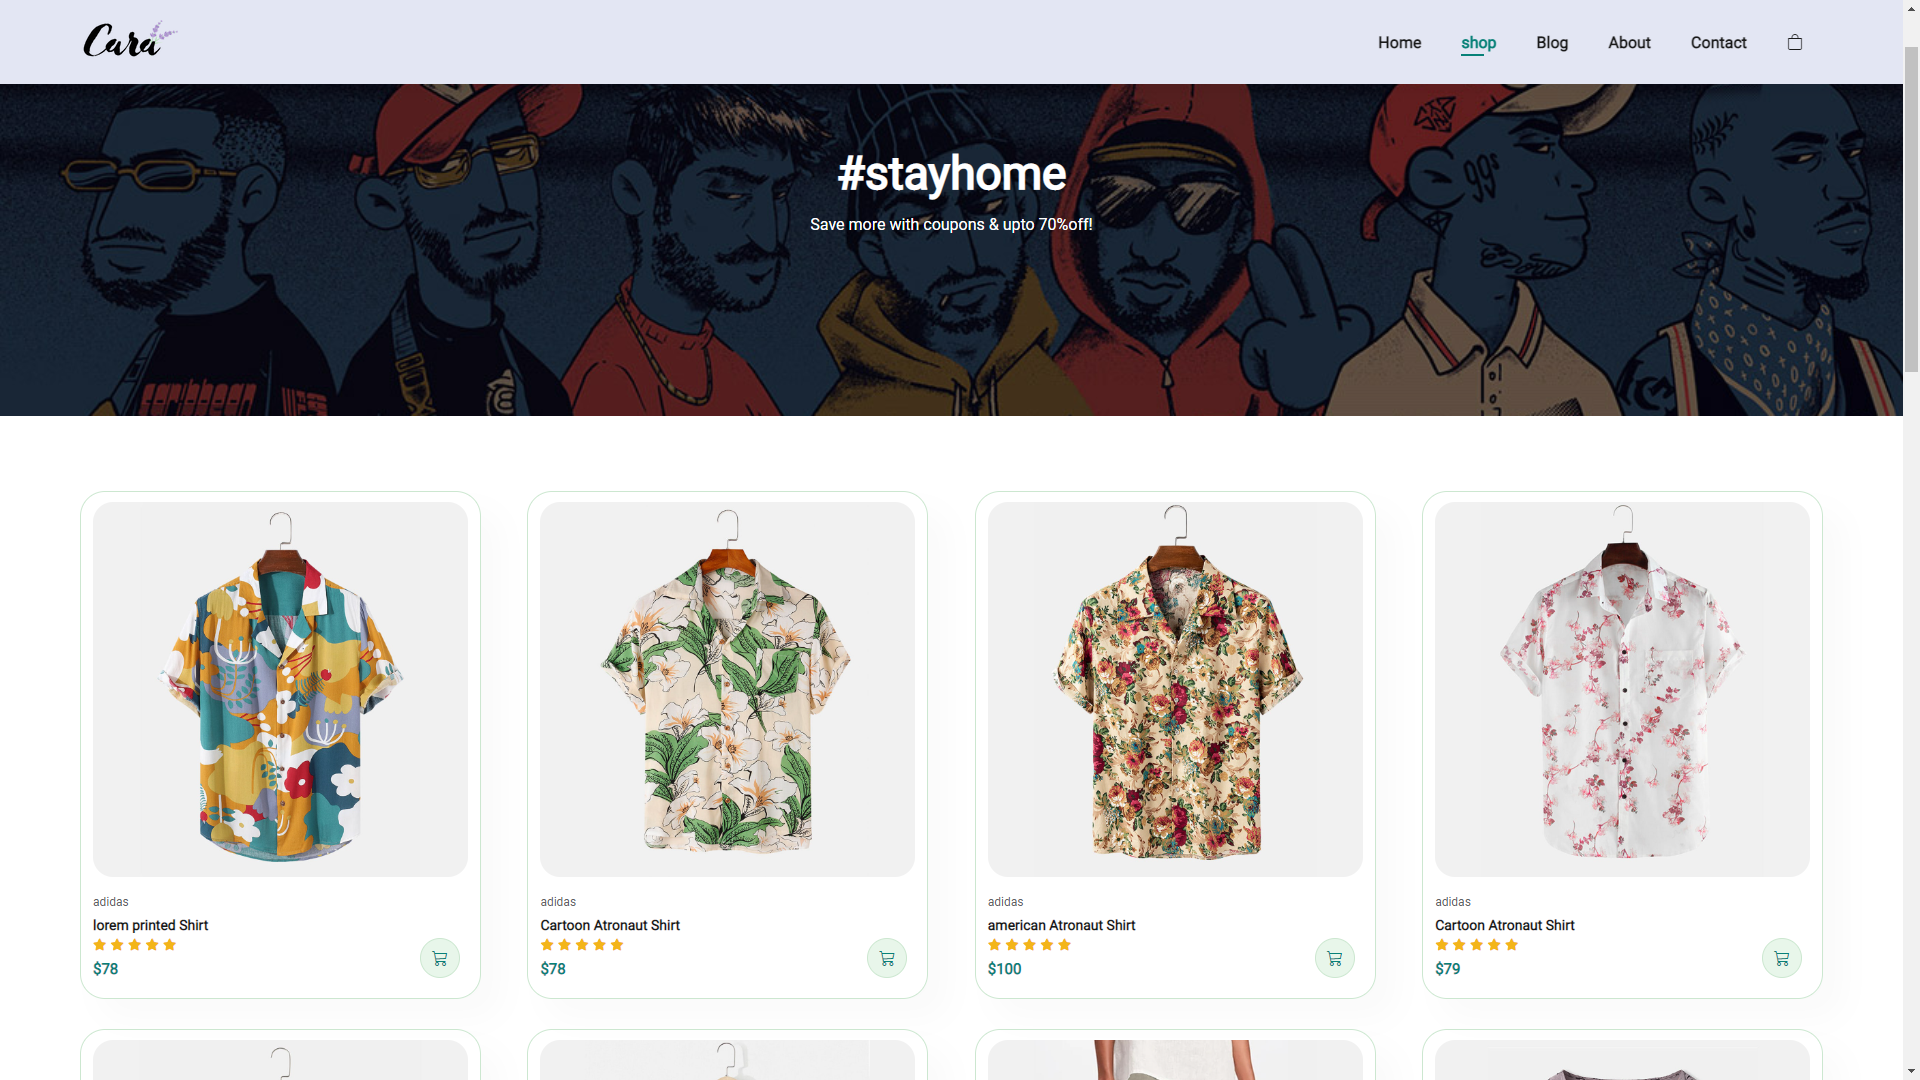 Cara
Home shop Blog About Contact
#stayhome
Save more with coupons & upto 70%off!
99s
adidas
lorem printed Shirt
$78
adidas
Cartoon Atronaut Shirt
$78
adidas
american Atronaut Shirt
$100
adidas
Cartoon Atronaut Shirt
$79